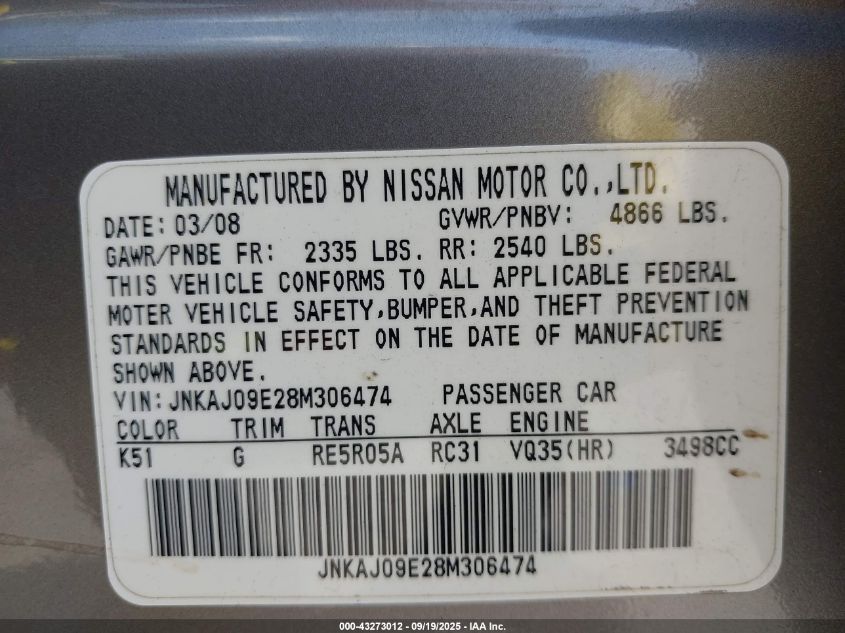 MANUFACTURED BY NISSAN MOTOR CO.,LTD.
DATE: 03/08 GVWR/PNBV: 4866 LBS.
GAWR/PNBE FR: 2335 LBS. RR: 2540 LBS.
THIS VEHICLE CONFORMS TO ALL APPLICABLE FEDERAL
MOTER VEHICLE SAFETY,BUMPER,AND THEFT PREVENTION
STANDARDS IN EFFECT ON THE DATE OF MANUFACTURE
SHOWN ABOVE.
VIN: JNKAJ09E28M306474 PASSENGER CAR
COLOR TRIM TRANS AXLE ENGINE
K51 G RE5R05A RC31 VQ35(HR) 3498CC
JNKAJ09E28M306474
000-43273012 - 09/19/2025 - IAA Inc.